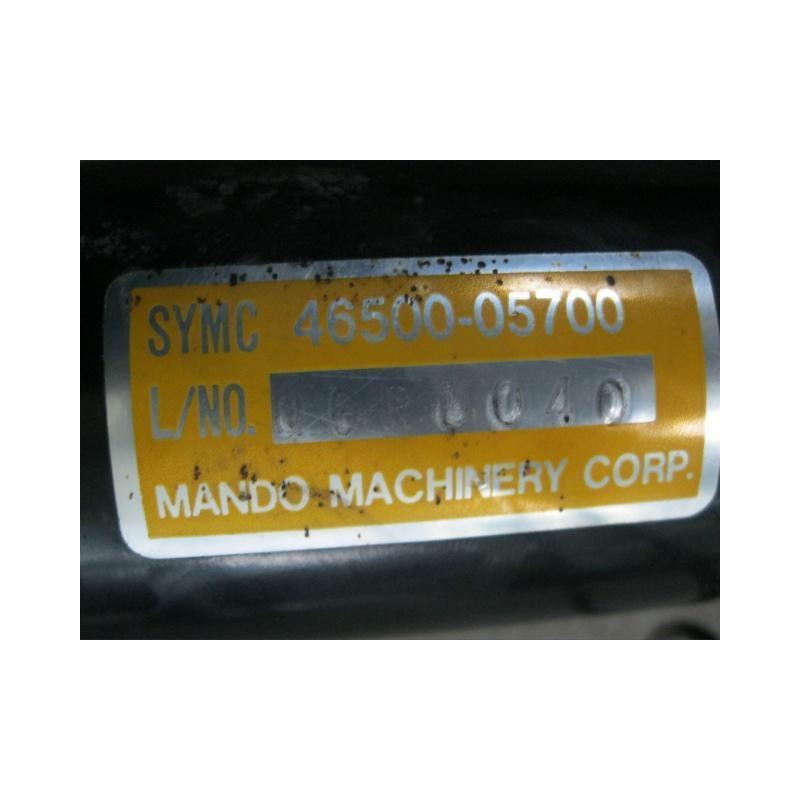 SYMC 46500-05700
L/NO.
MANDO MACHINERY CORP.